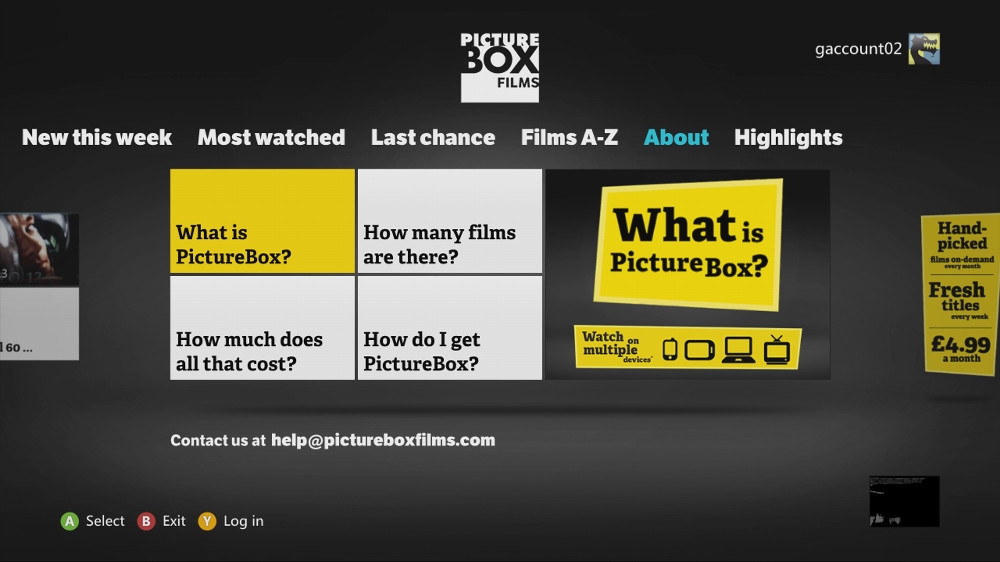 PICTURE
BOX
FILMS
gaccount02
New this week Most watched Last chance Films A-Z About Highlights
What is
PictureBox?
How many films
are there?
How much does
all that cost?
How do I get
PictureBox?
What is
PictureBox?
Watch on
multiple
devices*
Hand-
picked
films on-demand
every month
Fresh
titles
every week
£4.99
a month
Contact us at help@pictureboxfilms.com
A Select B Exit Y Log in